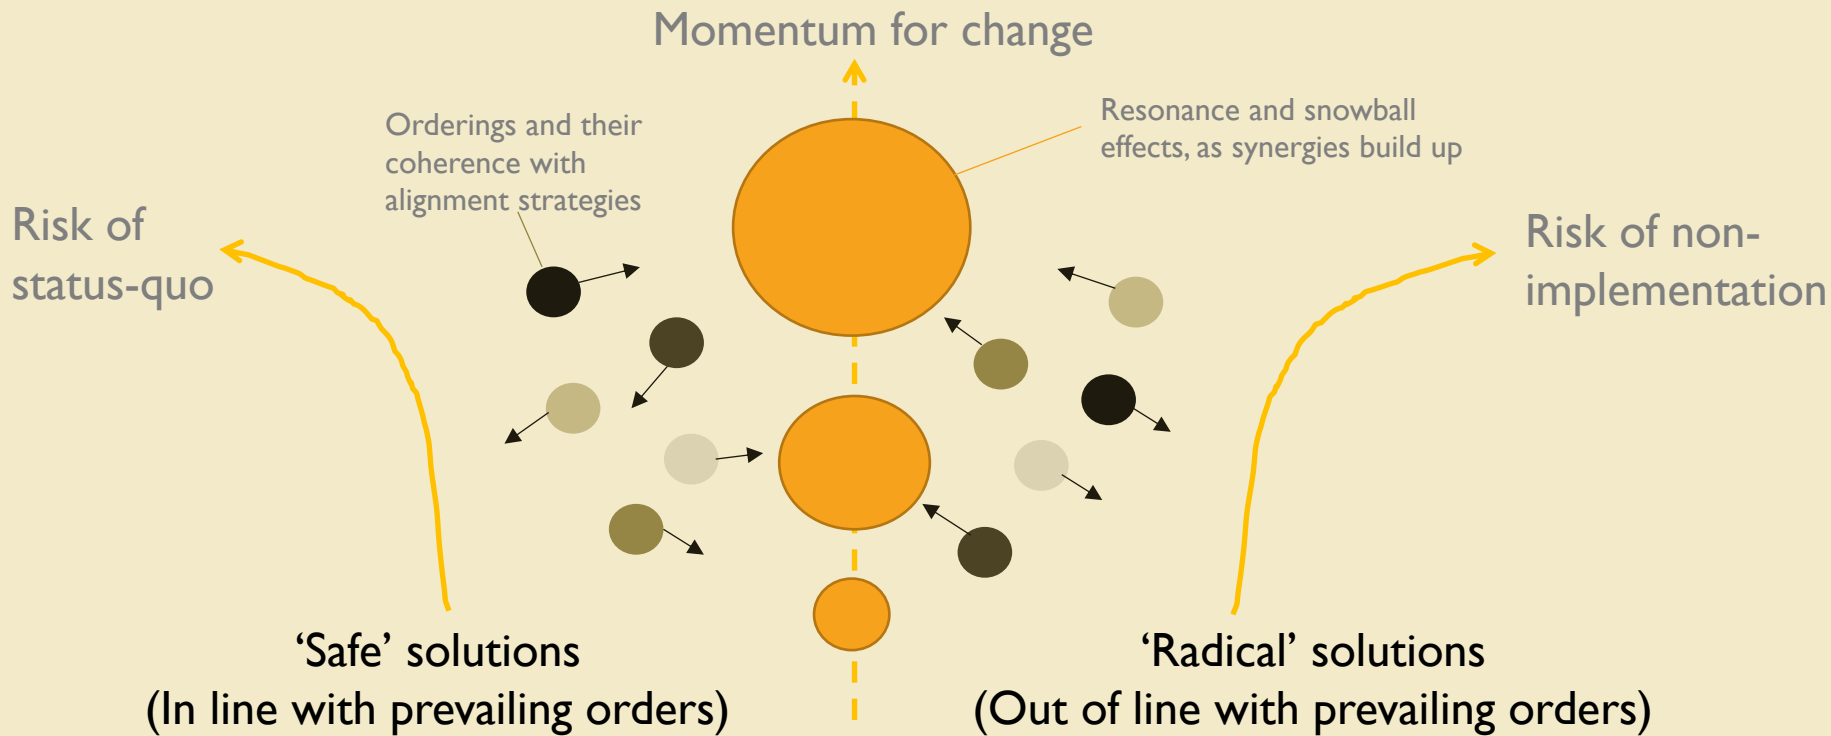 Momentum for change
Orderings and their
coherence with
alignment strategies
Resonance and snowball
effects, as synergies build up
Risk of
status-quo
Risk of non-
implementation
‘Safe’ solutions
(In line with prevailing orders)
‘Radical’ solutions
(Out of line with prevailing orders)